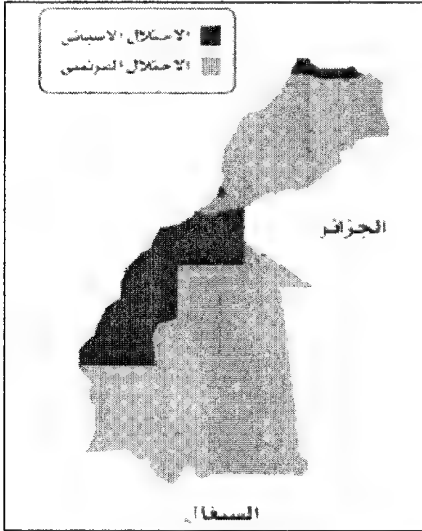 الاحتلال الاسباني
الاحتلال الفرنسي
الجزائر
السنغال